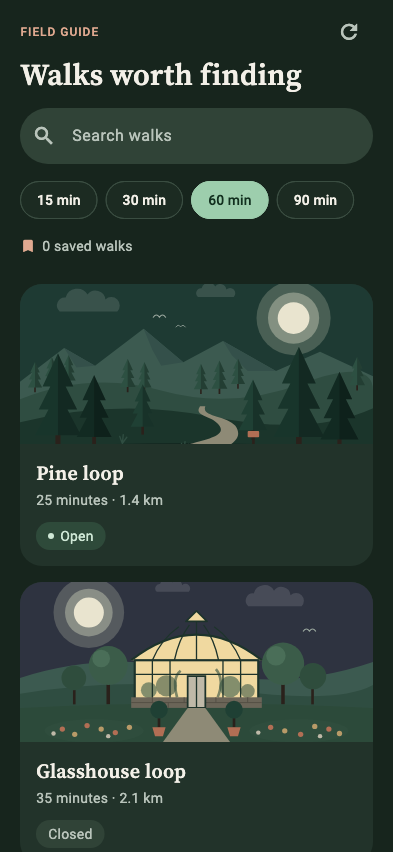 FIELD GUIDE
Walks worth finding
Search walks
15 min 30 min 60 min 90 min
0 saved walks
Pine loop
25 minutes · 1.4 km
Open
Glasshouse loop
35 minutes · 2.1 km
Closed